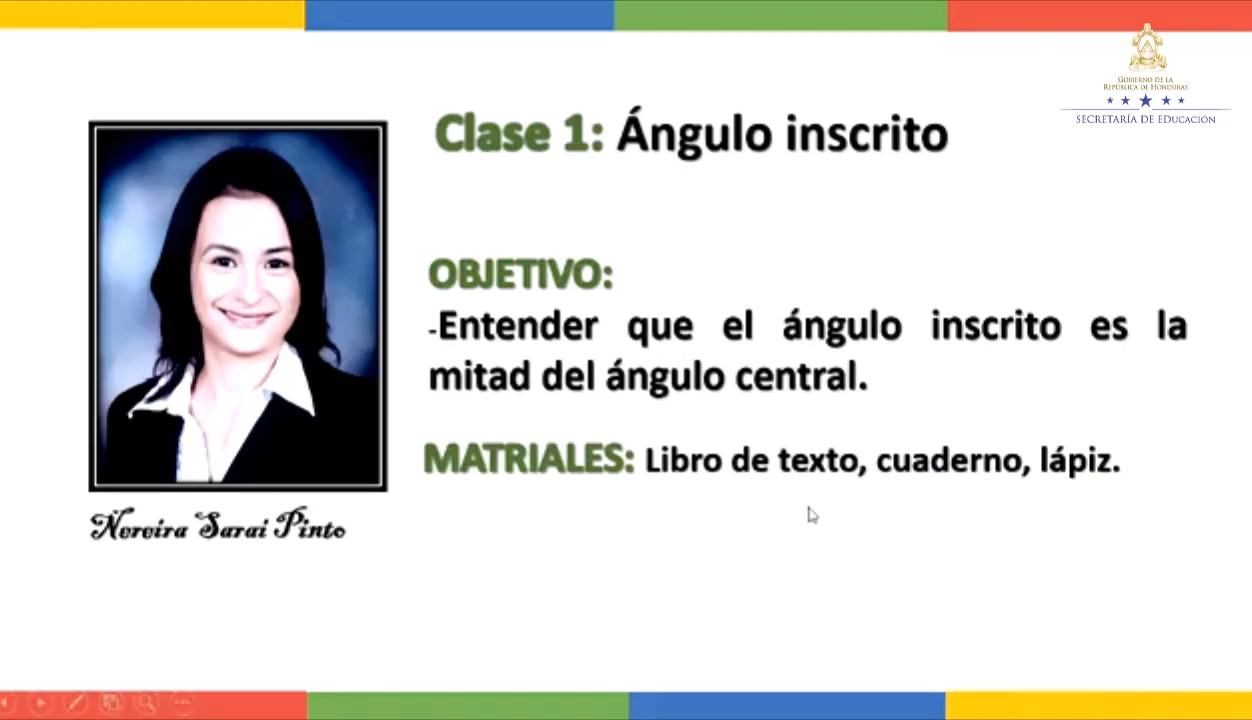 GOBIERNO DE LA
REPÚBLICA DE HONDURAS
SECRETARÍA DE EDUCACIÓN
Clase 1: Ángulo inscrito
OBJETIVO:
-Entender que el ángulo inscrito es la
mitad del ángulo central.
MATRIALES: Libro de texto, cuaderno, lápiz.
Nereira Sarai Pinto